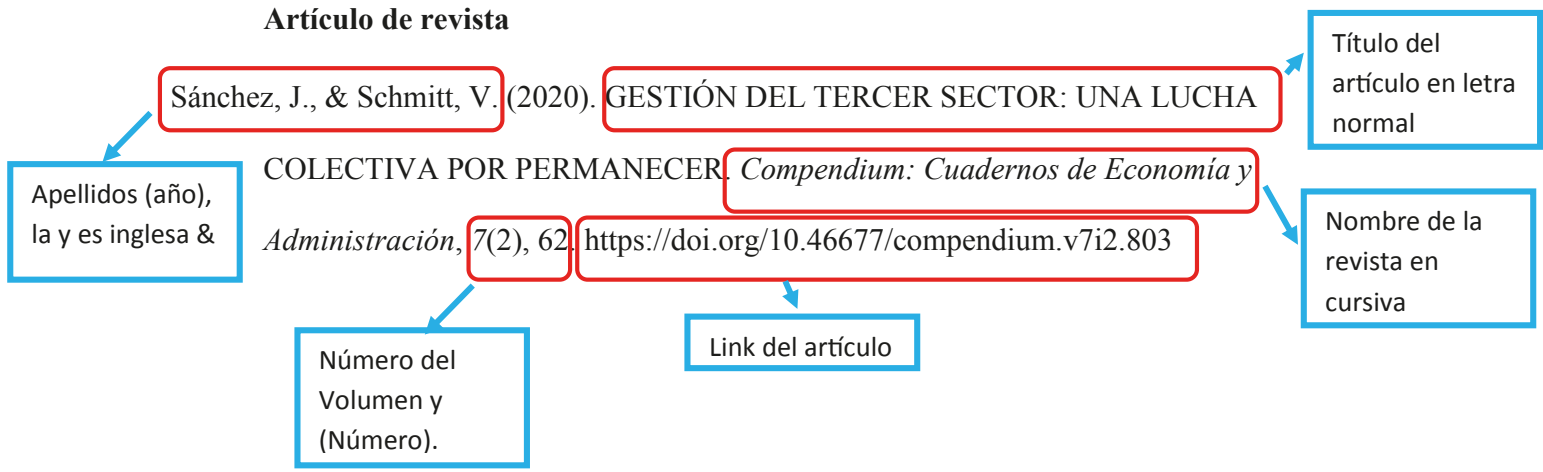 Artículo de revista
Sánchez, J., & Schmitt, V. (2020). GESTIÓN DEL TERCER SECTOR: UNA LUCHA
COLECTIVA POR PERMANECER. Compendium: Cuadernos de Economía y
Administración, 7(2), 62. https://doi.org/10.46677/compendium.v7i2.803
Título del
artículo en letra
normal
Apellidos (año),
la y es inglesa &
Nombre de la
revista en
cursiva
Número del
Volumen y
(Número).
Link del artículo